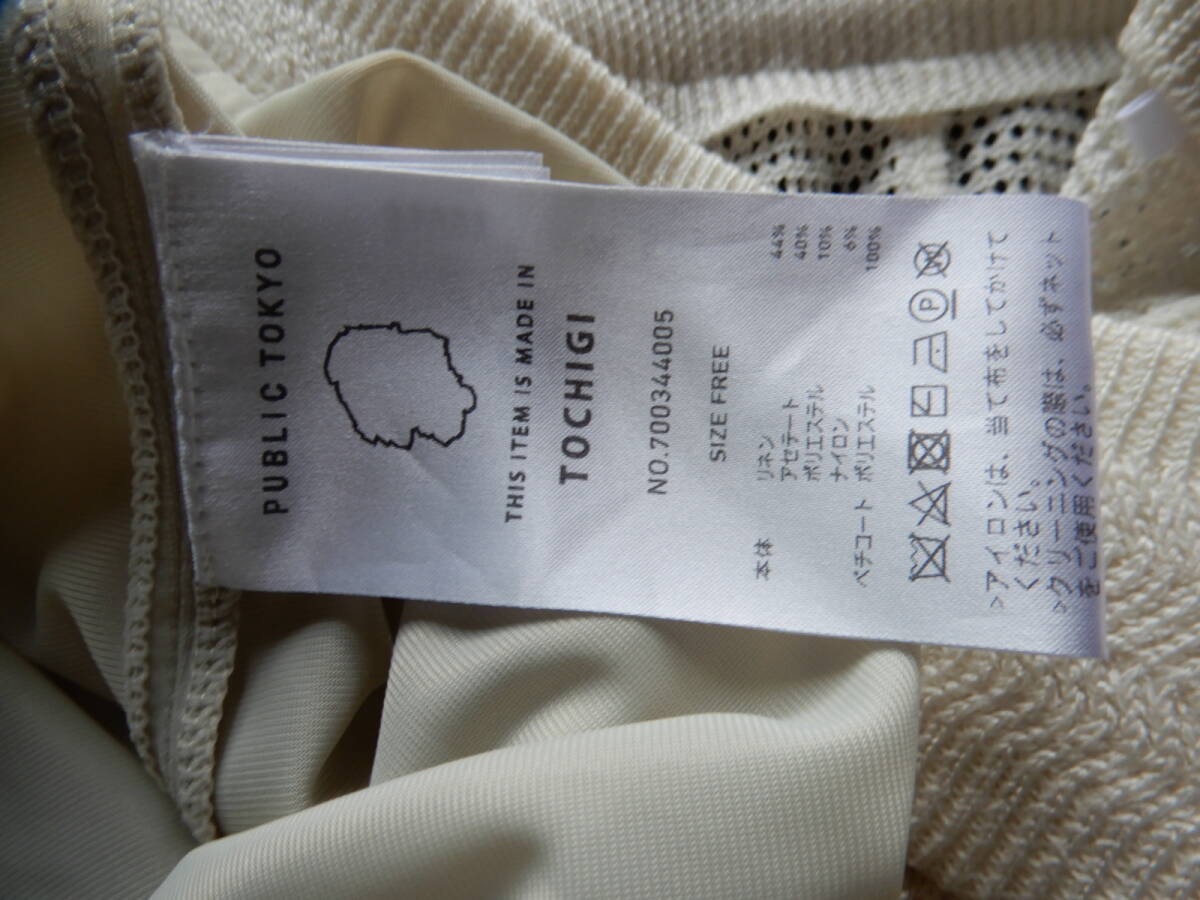 PUBLIC TOKYO
THIS ITEM IS MADE IN
TOCHIGI
NO.700344005
SIZE FREE
本体 リネン 44%
アセテート 40%
ポリエステル 10%
ナイロン 6%
ペチコート ポリエステル 100%
P
>アイロンは、当て布をしてかけて
ください。
>クリーニングの際は、必ずネット
をご使用ください。